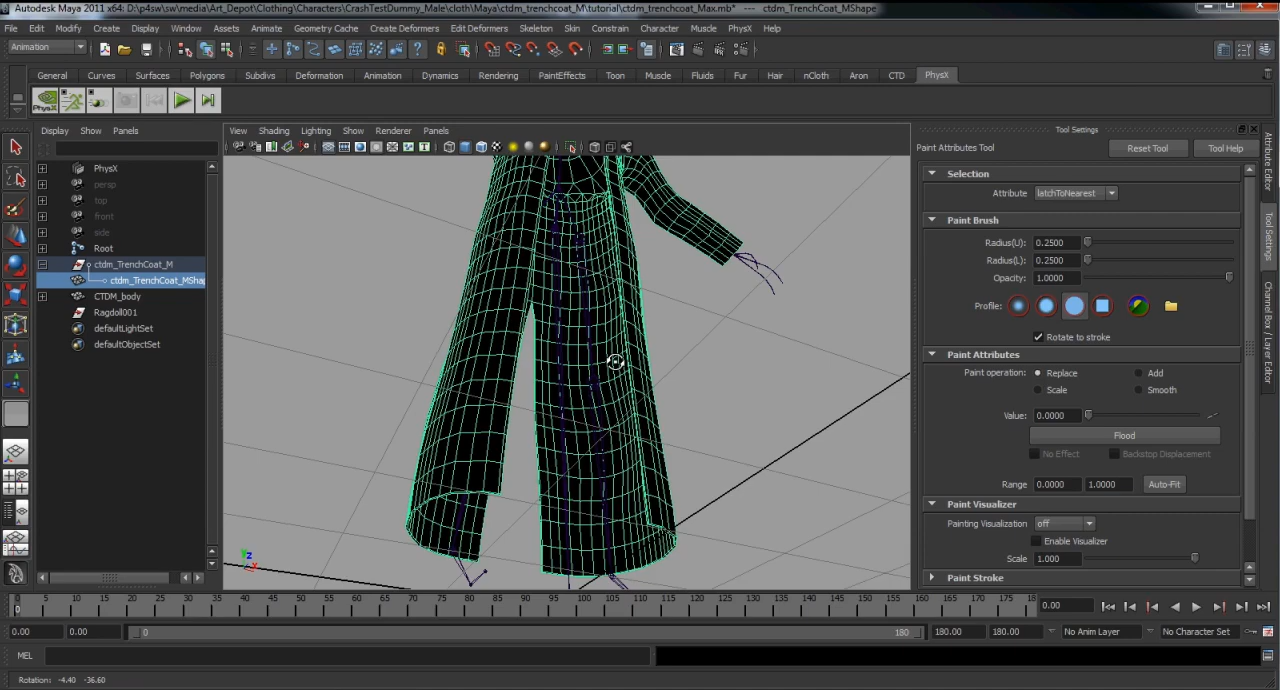 Autodesk Maya 2011 x64: D:\p4sw\sw\media\Art_Depot\Clothing\Characters\CrashTestDummy_Male\cloth\Maya\ctdm_trenchcoat_M\tutorial\ctdm_trenchcoat_Max.mb* --- ctdm_TrenchCoat_MShape
File Edit Modify Create Display Window Assets Animate Geometry Cache Create Deformers Edit Deformers Skeleton Skin Constrain Character Muscle PhysX Help
Animation
General Curves Surfaces Polygons Subdivs Deformation Animation Dynamics Rendering PaintEffects Toon Muscle Fluids Fur Hair nCloth Aron CTD PhysX
PhysX
Display Show Panels
PhysX
persp
top
front
side
Root
ctdm_TrenchCoat_M
ctdm_TrenchCoat_MShap
CTDM_body
Ragdoll001
defaultLightSet
defaultObjectSet
View Shading Lighting Show Renderer Panels
z
x
Tool Settings
Paint Attributes Tool Reset Tool Tool Help
Selection
Attribute latchToNearest
Paint Brush
Radius(U): 0.2500
Radius(L): 0.2500
Opacity: 1.0000
Profile:
Rotate to stroke
Paint Attributes
Paint operation: Replace Add
Scale Smooth
Value: 0.0000
Flood
No Effect Backstop Displacement
Range 0.0000 1.0000 Auto-Fit
Paint Visualizer
Painting Visualization off
Enable Visualizer
Scale 1.000
Paint Stroke
Attribute Editor
Tool Settings
Channel Box / Layer Editor
0 5 10 15 20 25 30 35 40 45 50 55 60 65 70 75 80 85 90 95 100 105 110 115 120 125 130 135 140 145 150 155 160 165 170 175 18
0
0.00
0.00 0.00 0 180 180.00 180.00 No Anim Layer No Character Set
MEL
Rotation: -4.40 -36.60